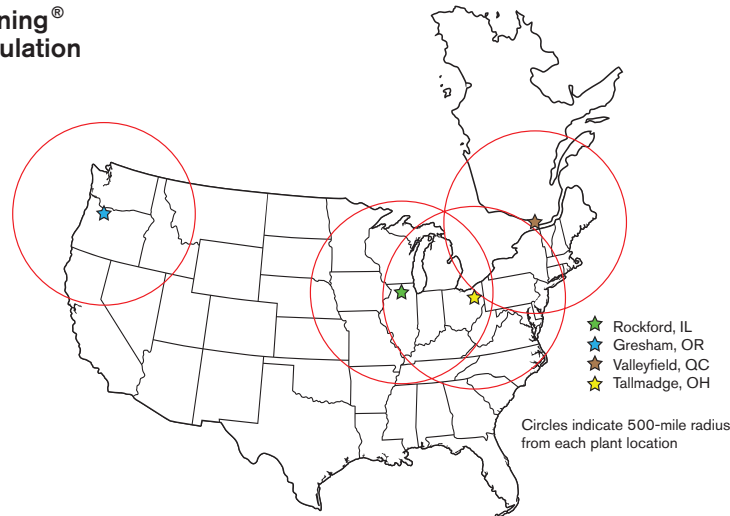 ning®
ulation
Rockford, IL
Gresham, OR
Valleyfield, QC
Tallmadge, OH
Circles indicate 500-mile radius
from each plant location